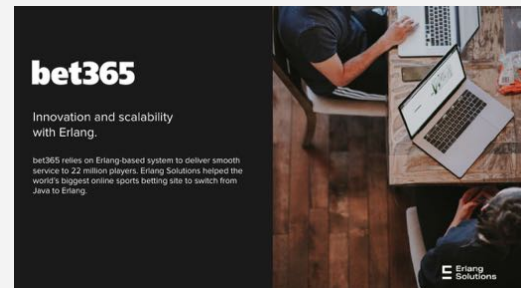 bet365
Innovation and scalability
with Erlang.
bet365 relies on Erlang-based system to deliver smooth
service to 22 million players. Erlang Solutions helped the
world's biggest online sports betting site to switch from
Java to Erlang.
Erlang
Solutions